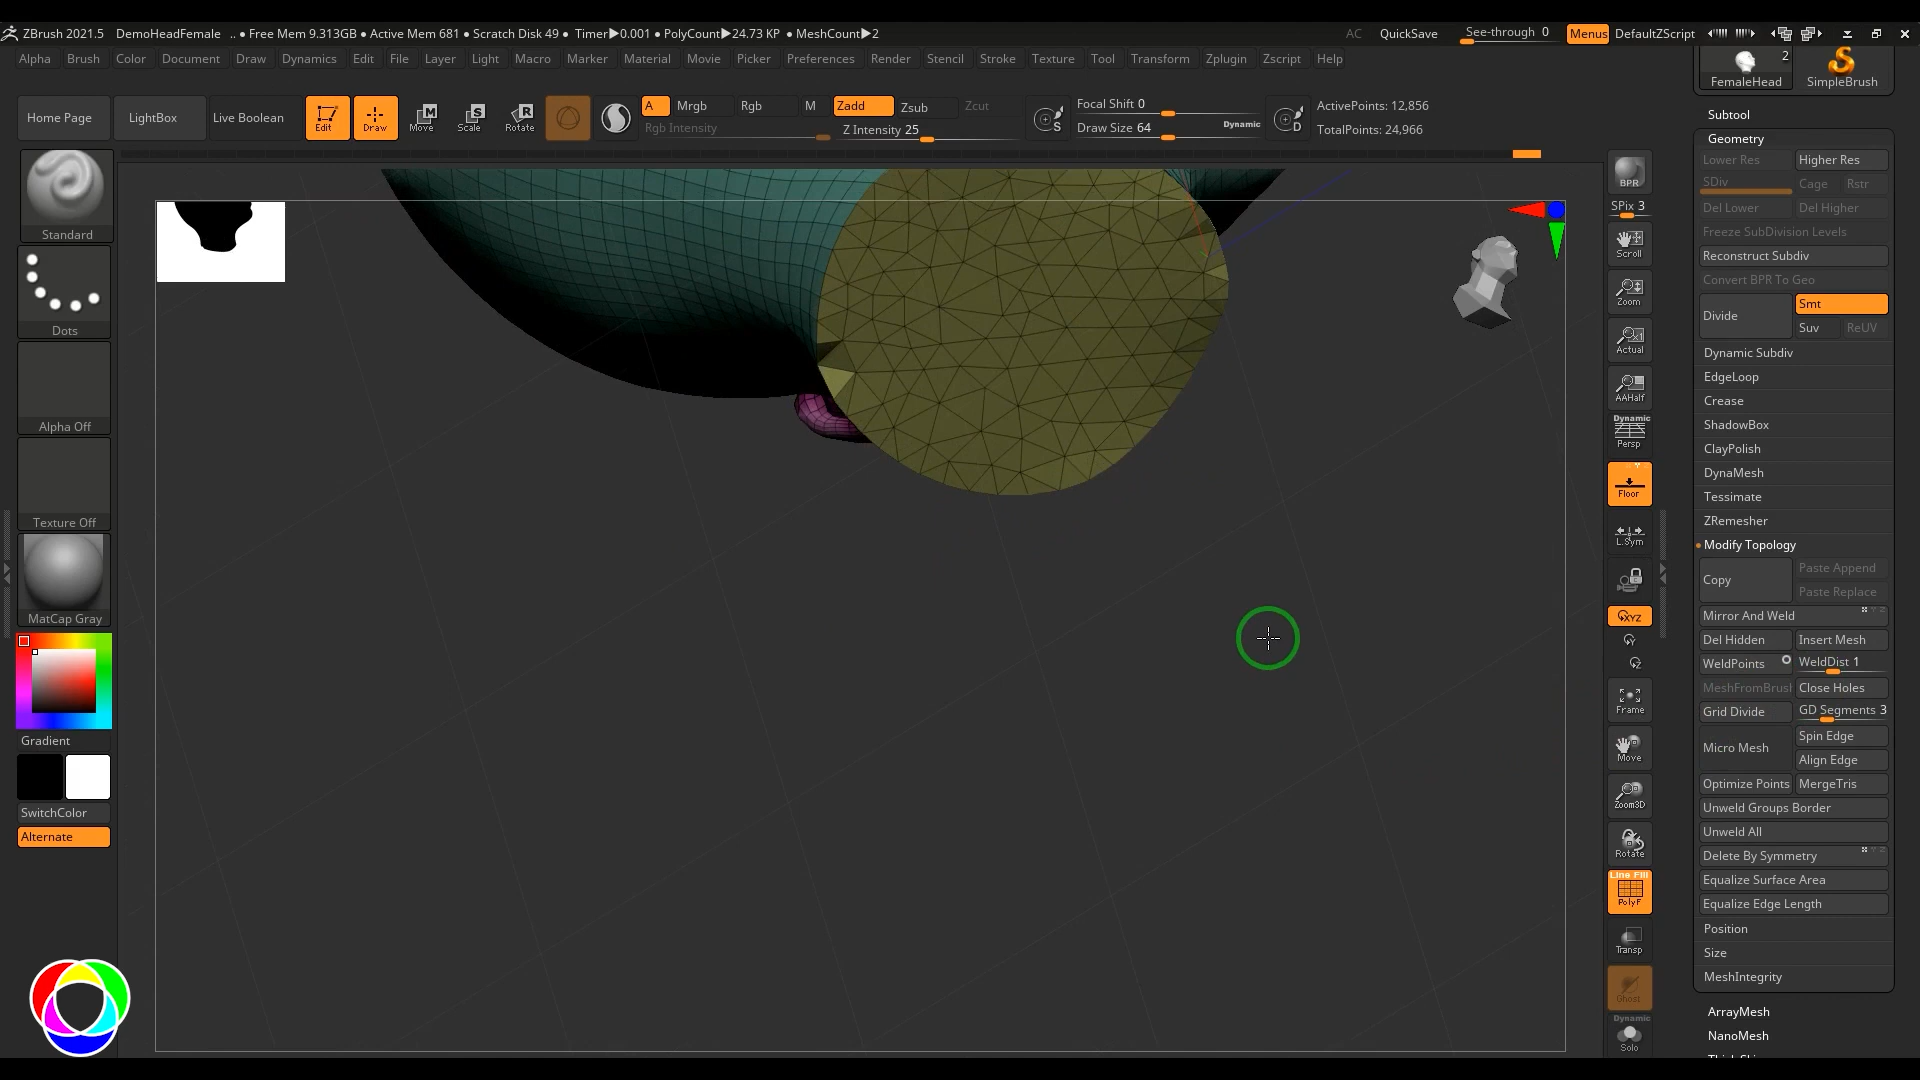 ZBrush 2021.5 DemoHeadFemale .. ● Free Mem 9.313GB ● Active Mem 681 ● Scratch Disk 49 ● Timer▶0.001 ● PolyCount▶24.73 KP ● MeshCount▶2 AC QuickSave See-through 0 Menus DefaultZScript
Alpha Brush Color Document Draw Dynamics Edit File Layer Light Macro Marker Material Movie Picker Preferences Render Stencil Stroke Texture Tool Transform Zplugin Zscript Help
Home Page LightBox Live Boolean Edit Draw Move Scale Rotate
A Mrgb Rgb M Zadd Zsub Zcut
Rgb Intensity Z Intensity 25
S Focal Shift 0
Draw Size 64 Dynamic
D ActivePoints: 12,856
TotalPoints: 24,966
Standard
Dots
Alpha Off
Texture Off
MatCap Gray
Gradient
SwitchColor
Alternate
BPR
SPix 3
Scroll
Zoom
Actual
AAHalf
Dynamic
Persp
Floor
L.Sym
XYZ
Y
Z
Frame
Move
Zoom3D
Rotate
Line Fill
PolyF
Transp
Ghost
Dynamic
Solo
2
FemaleHead SimpleBrush
Subtool
Geometry
Lower Res Higher Res
SDiv Cage Rstr
Del Lower Del Higher
Freeze SubDivision Levels
Reconstruct Subdiv
Convert BPR To Geo
Divide Smt
Suv ReUV
Dynamic Subdiv
EdgeLoop
Crease
ShadowBox
ClayPolish
DynaMesh
Tessimate
ZRemesher
Modify Topology
Copy Paste Append
Paste Replace
Mirror And Weld
Del Hidden Insert Mesh
WeldPoints WeldDist 1
MeshFromBrus Close Holes
Grid Divide GD Segments 3
Micro Mesh Spin Edge
Align Edge
Optimize Points MergeTris
Unweld Groups Border
Unweld All
Delete By Symmetry
Equalize Surface Area
Equalize Edge Length
Position
Size
MeshIntegrity
ArrayMesh
NanoMesh